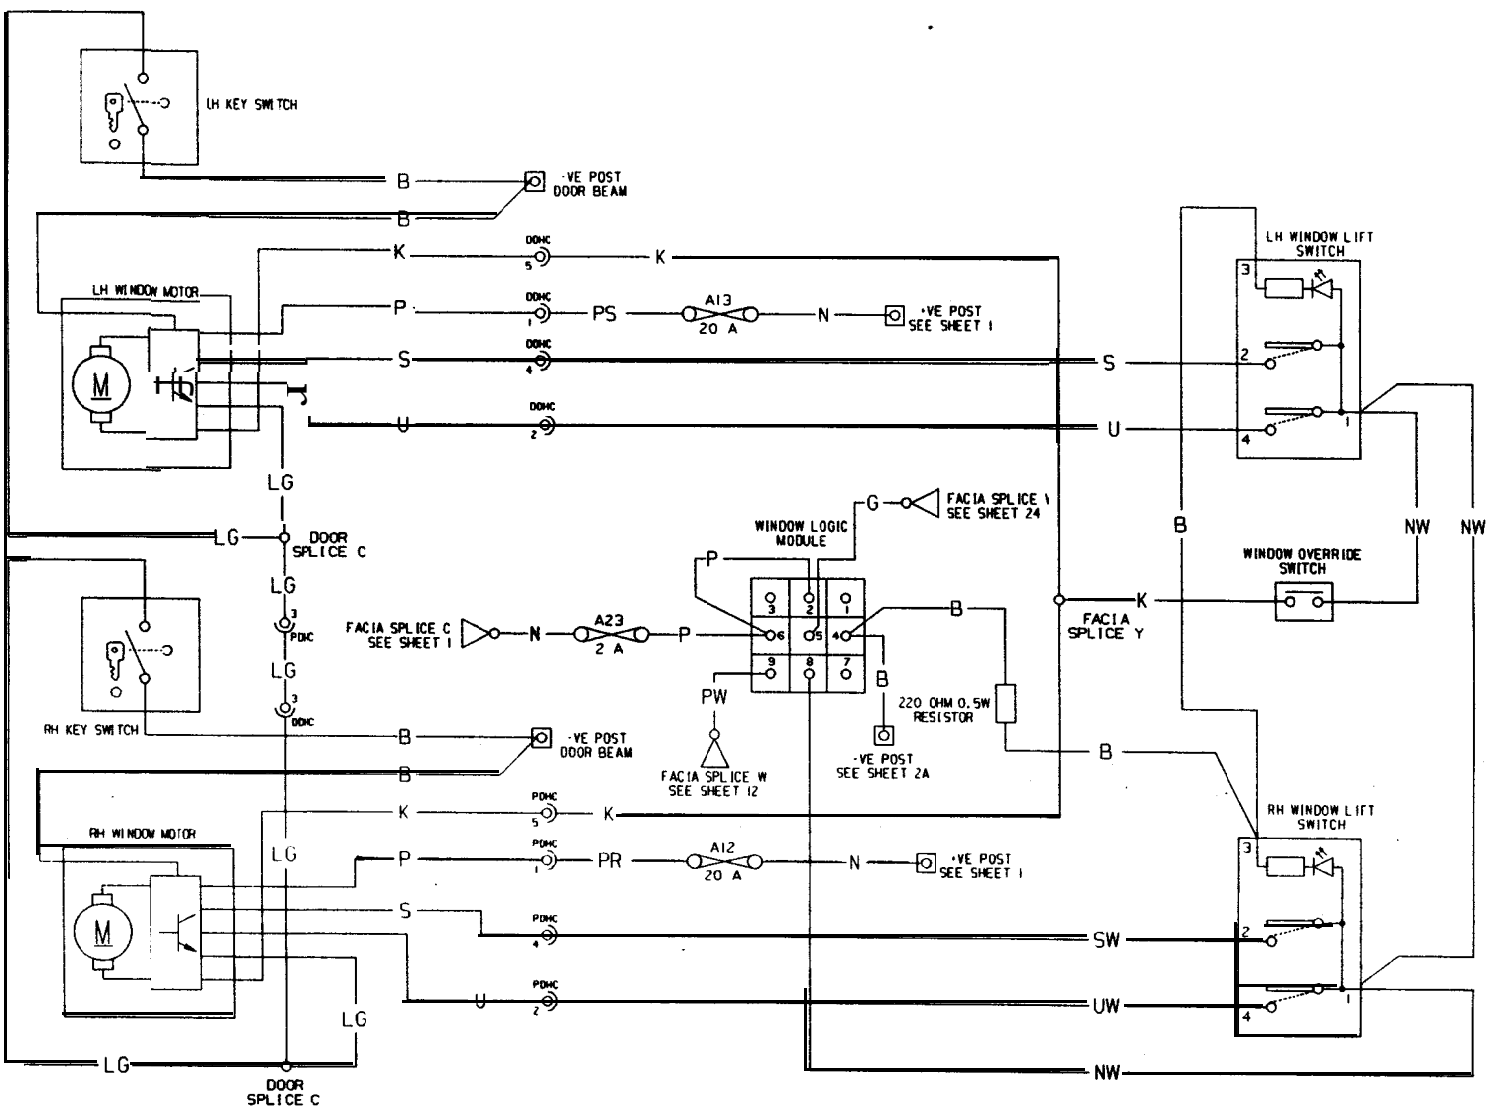 LH KEY SWITCH
B
-VE POST
DOOR BEAM
B
K
DDHC
5
K
LH WINDOW LIFT
SWITCH
3
LH WINDOW MOTOR
P
DDHC
1
PS
A13
20 A
N
+VE POST
SEE SHEET 1
M
S
DDHC
4
S
2
U
DDHC
2
U
4
1
LG
B
NW
NW
G
FACIA SPLICE
SEE SHEET 24
WINDOW LOGIC
MODULE
LG
DOOR
SPLICE C
P
WINDOW OVERRIDE
SWITCH
LG
3
PDIC
3
2
1
K
B
FACIA
SPLICE Y
FACIA SPLICE C
SEE SHEET 1
N
A23
2 A
P
6
5
4
9
8
7
LG
3
DDIC
PW
B
220 OHM 0.5W
RESISTOR
RH KEY SWITCH
B
-VE POST
DOOR BEAM
B
-VE POST
SEE SHEET 2A
B
FACIA SPLICE W
SEE SHEET 12
K
PDHC
5
K
RH WINDOW LIFT
SWITCH
3
RH WINDOW MOTOR
LG
P
PDHC
1
PR
A12
20 A
N
+VE POST
SEE SHEET 1
M
S
PDHC
4
SW
2
U
PDHC
2
UW
4
1
LG
LG
NW
DOOR
SPLICE C